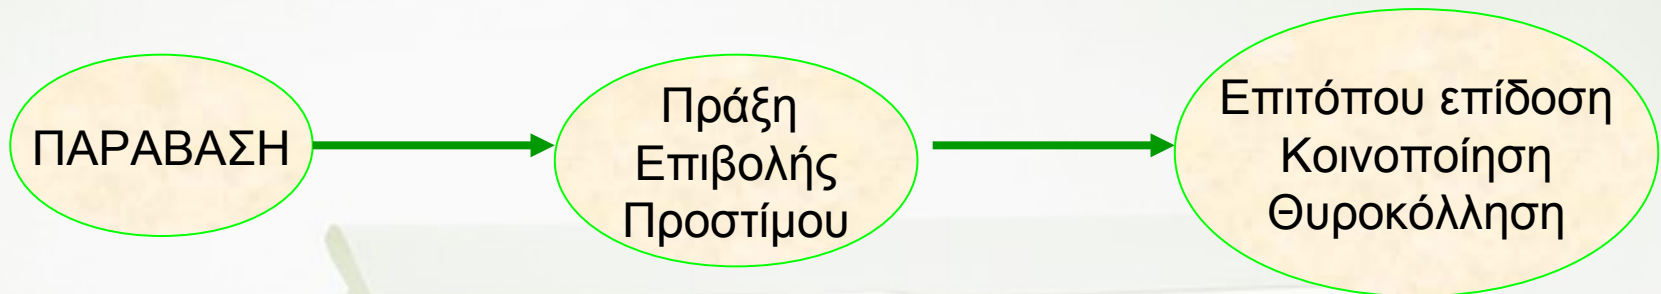 ΠΑΡΑΒΑΣΗ
Πράξη
Επιβολής
Προστίμου
Επιτόπου επίδοση
Κοινοποίηση
Θυροκόλληση